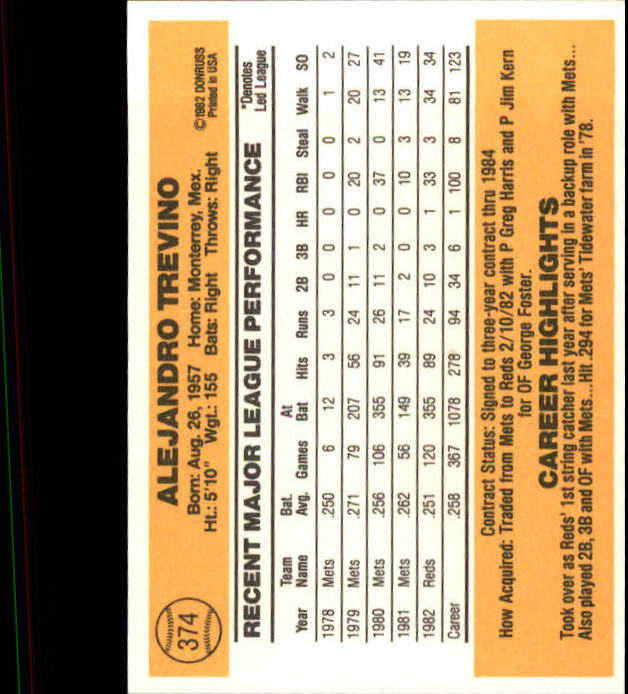 374
ALEJANDRO TREVINO
Born: Aug. 26, 1957 Home: Monterrey, Mex.
Ht.: 5'10" Wgt.: 155 Bats: Right Throws: Right
©1982 DONRUSS
Printed in USA
RECENT MAJOR LEAGUE PERFORMANCE
*Denotes
Led League
Team Bat. At
Year Name Avg. Games Bat Hits Runs 2B 3B HR RBI Steal Walk SO
1978 Mets .250 6 12 3 3 0 0 0 0 0 1 2
1979 Mets .271 79 207 56 24 11 1 0 20 2 20 27
1980 Mets .256 106 355 91 26 11 2 0 37 0 13 41
1981 Mets .262 56 149 39 17 2 0 0 10 3 13 19
1982 Reds .251 120 355 89 24 10 3 1 33 3 34 34
Career .258 367 1078 278 94 34 6 1 100 8 81 123
Contract Status: Signed to three-year contract thru 1984
How Acquired: Traded from Mets to Reds 2/10/82 with P Greg Harris and P Jim Kern
for OF George Foster.
CAREER HIGHLIGHTS
Took over as Reds' 1st string catcher last year after serving in a backup role with Mets...
Also played 2B, 3B and OF with Mets...Hit .294 for Mets' Tidewater farm in '78.